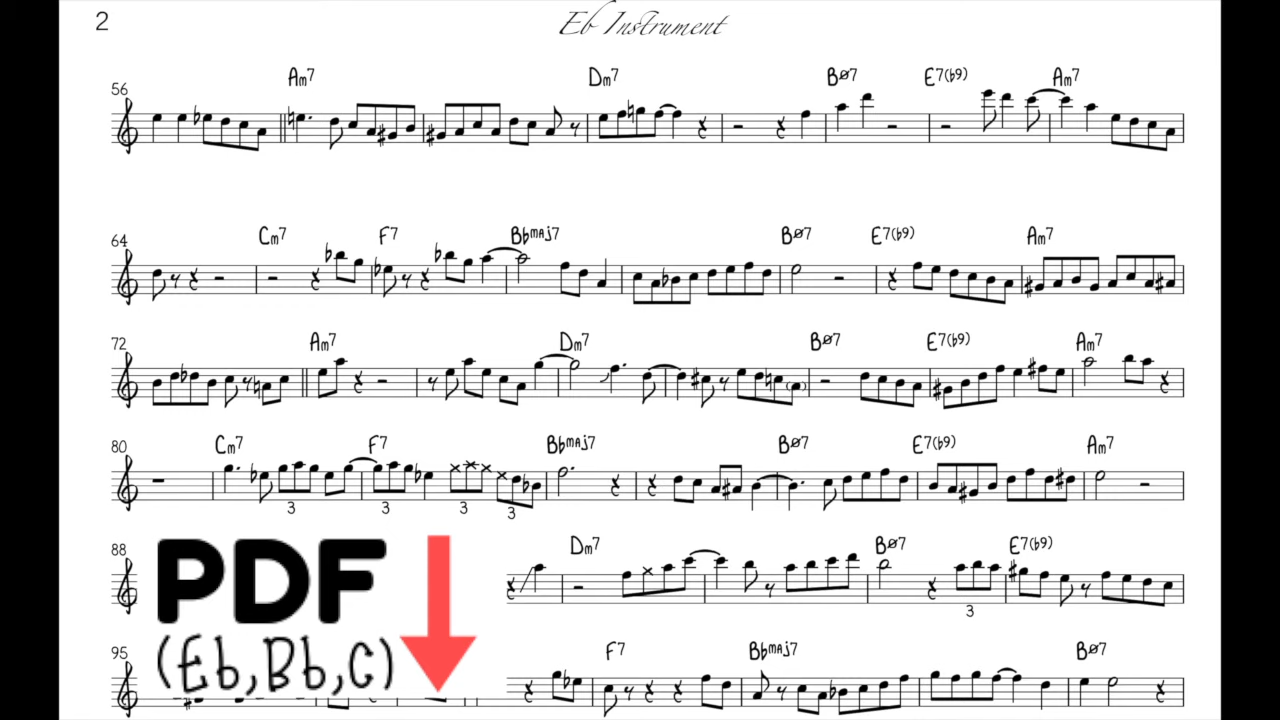 2
Eb Instrument
56 Am7 Dm7 Bø7 E7(b9) Am7
64 Cm7 F7 Bbmaj7 Bø7 E7(b9) Am7
72 Am7 Dm7 Bø7 E7(b9) Am7
80 Cm7 F7 Bbmaj7 Bø7 E7(b9) Am7
3 3 3 3
88 Dm7 Bø7 E7(b9)
3
PDF
(Eb,Bb,C)
95 F7 Bbmaj7 Bø7